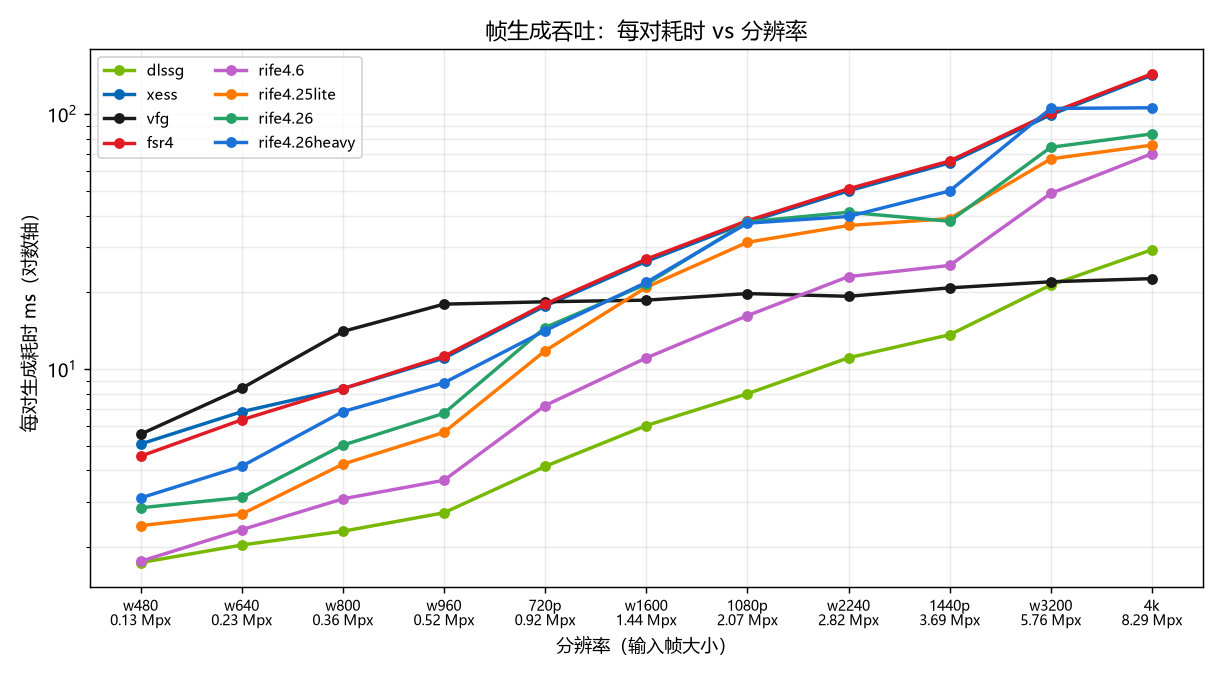 帧生成吞吐：每对耗时 vs 分辨率
dlssg
xess
vfg
fsr4
rife4.6
rife4.25lite
rife4.26
rife4.26heavy
每对生成耗时 ms（对数轴）
10²
10¹
w480
0.13 Mpx
w640
0.23 Mpx
w800
0.36 Mpx
w960
0.52 Mpx
720p
0.92 Mpx
w1600
1.44 Mpx
1080p
2.07 Mpx
w2240
2.82 Mpx
1440p
3.69 Mpx
w3200
5.76 Mpx
4k
8.29 Mpx
分辨率（输入帧大小）